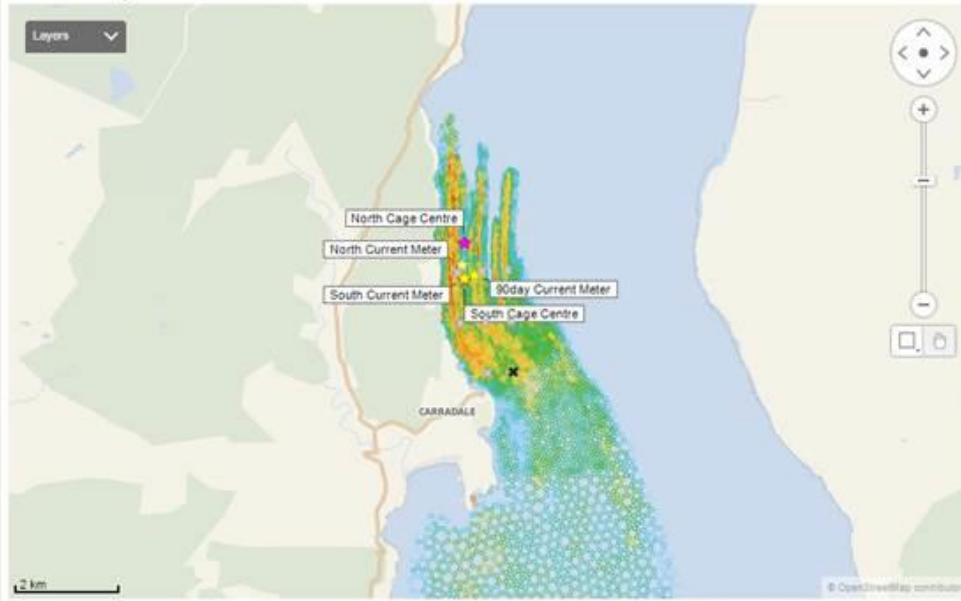 Layers
North Cage Centre
North Current Meter
90day Current Meter
South Current Meter
South Cage Centre
CARRADALE
2 km
© OpenStreetMap contributors